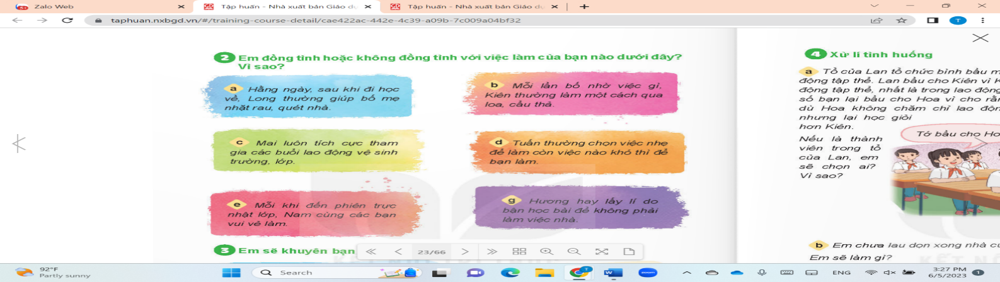 Zalo Web
Tập huấn - Nhà xuất bản Giáo dụ
Tập huấn - Nhà xuất bản Giáo dụ
taphuan.nxbgd.vn/#/training-course-detail/cae422ac-442e-4c39-a09b-7c009a04bf32
T
2 Em đồng tình hoặc không đồng tình với việc làm của bạn nào dưới đây?
Vì sao?
a Hằng ngày, sau khi đi học
về, Long thường giúp bố mẹ
nhặt rau, quét nhà.
b Mỗi lần bố nhờ việc gì,
Kiên thường làm một cách qua
loa, cẩu thả.
c Mai luôn tích cực tham
gia các buổi lao động vệ sinh
trường, lớp.
d Tuấn thường chọn việc nhẹ
để làm còn việc nào khó thì để
bạn làm.
e Mỗi khi đến phiên trực
nhật lớp, Nam cùng các bạn
vui vẻ làm.
g Hương hay lấy lí do
bận học bài để không phải
làm việc nhà.
3 Em sẽ khuyên bạn
23/66
4 Xử lí tình huống
a Tổ của Lan tổ chức bình bầu
động tập thể. Lan bầu cho Kiên vì
động tập thể, nhất là trong lao động
số bạn lại bầu cho Hoa vì cho
dù Hoa không chăm chỉ lao
nhưng lại học giỏi
hơn Kiên.
Nếu là thành
viên trong tổ
của Lan, em
sẽ chọn ai?
Vì sao?
Tớ bầu cho
b Em chưa lau dọn xong nhà
Em sẽ làm gì?
92°F
Partly sunny
Search
zoom
ENG
3:27 PM
6/5/2023
1